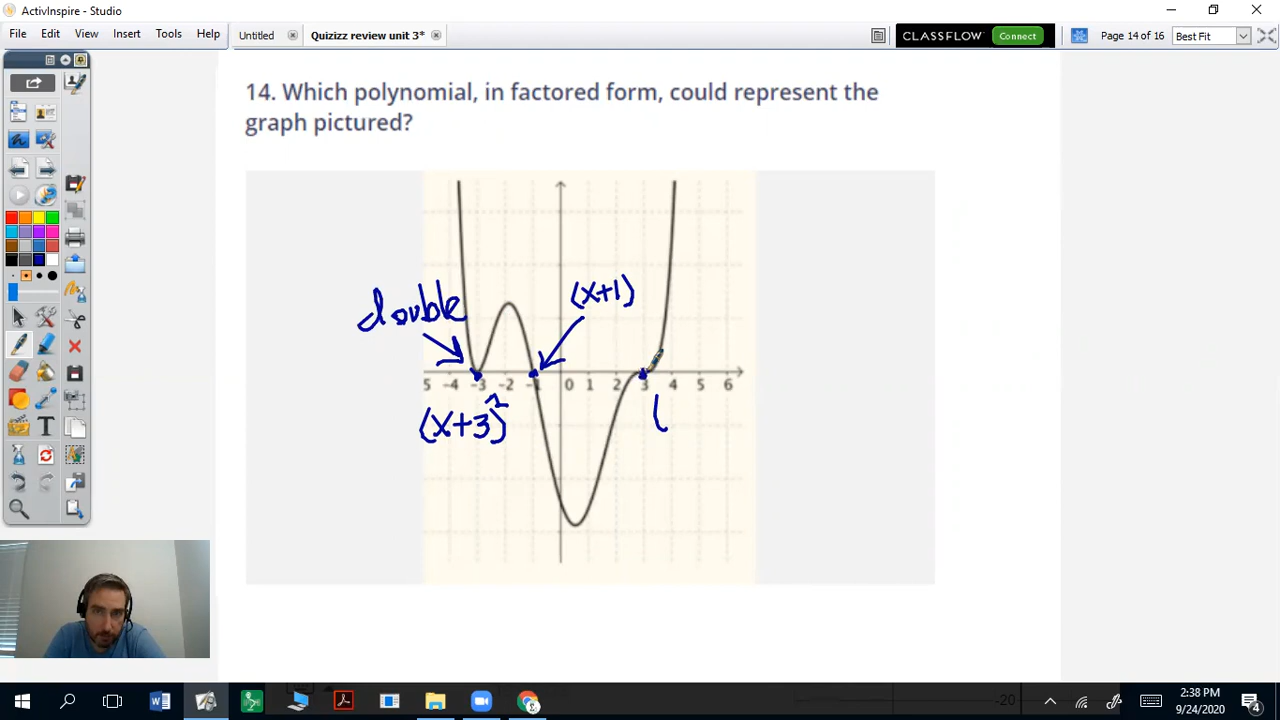 ActivInspire - Studio
File Edit View Insert Tools Help
Untitled
Quizizz review unit 3*
CLASSFLOW Connect
Page 14 of 16
Best Fit
14. Which polynomial, in factored form, could represent the
graph pictured?
double
(x+1)
5 -4 -3 -2 -1 0 1 2 3 4 5 6
(x+3)²
(
-20
2:38 PM
9/24/2020
4